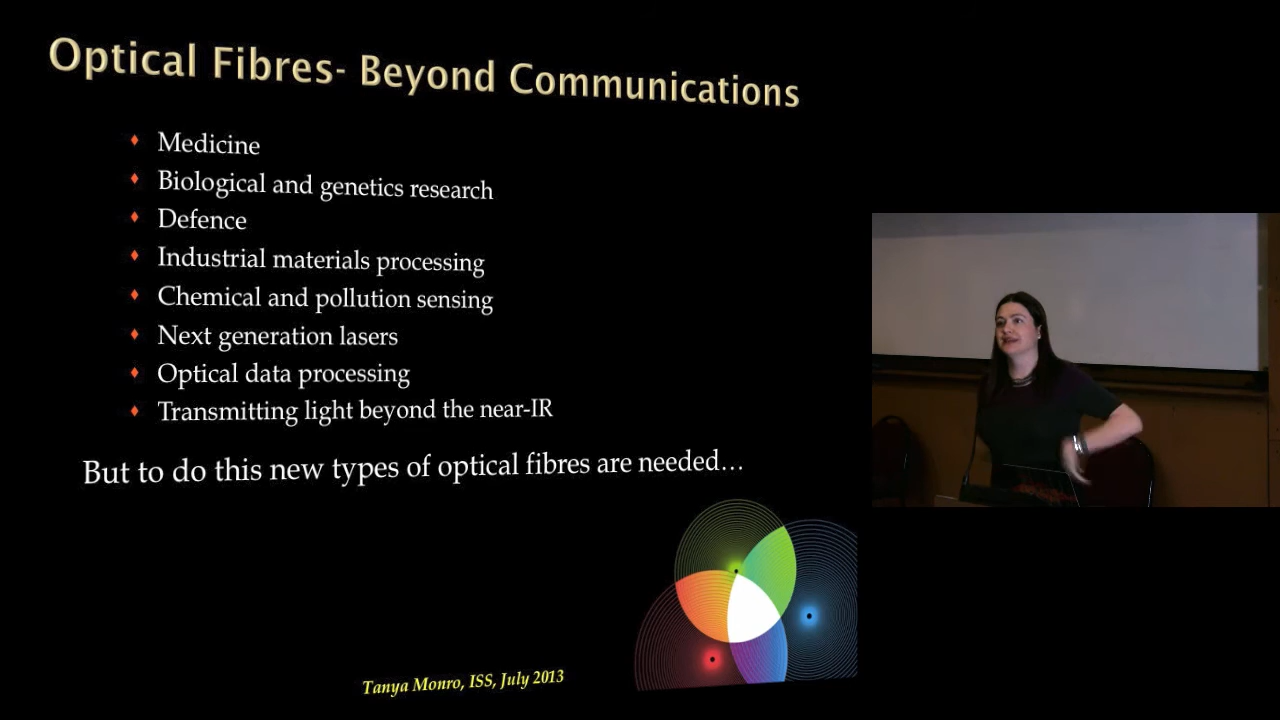 Optical Fibres- Beyond Communications
Medicine
Biological and genetics research
Defence
Industrial materials processing
Chemical and pollution sensing
Next generation lasers
Optical data processing
Transmitting light beyond the near-IR
But to do this new types of optical fibres are needed…
Tanya Monro, ISS, July 2013